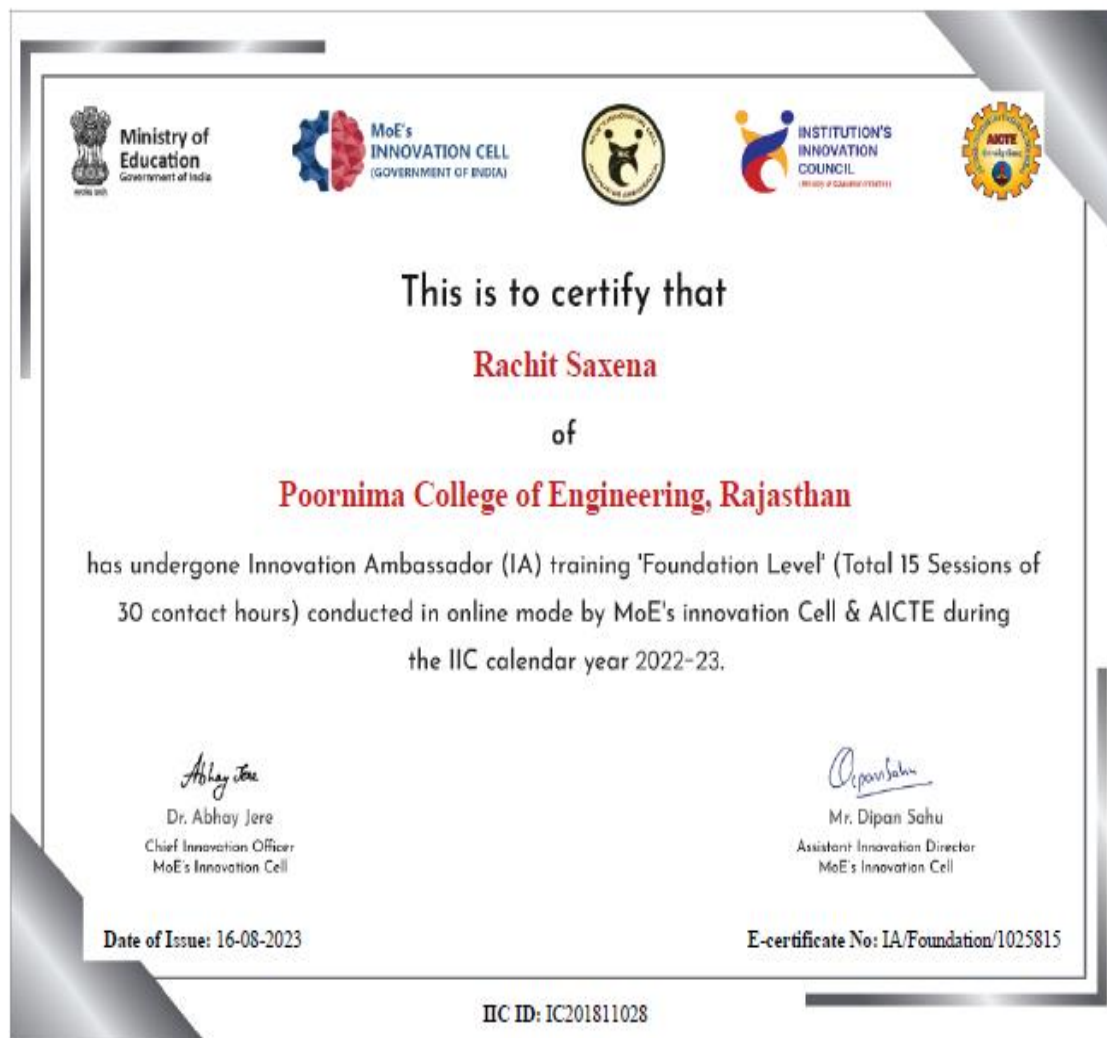 Ministry of
Education
Government of India
MoE's
INNOVATION CELL
(GOVERNMENT OF INDIA)
INSTITUTION'S
INNOVATION
COUNCIL
AICTE
This is to certify that
Rachit Saxena
of
Poornima College of Engineering, Rajasthan
has undergone Innovation Ambassador (IA) training 'Foundation Level' (Total 15 Sessions of
30 contact hours) conducted in online mode by MoE's innovation Cell & AICTE during
the IIC calendar year 2022-23.
Abhay Jere
Dr. Abhay Jere
Chief Innovation Officer
MoE's Innovation Cell
Dipan Sahu
Mr. Dipan Sahu
Assistant Innovation Director
MoE's Innovation Cell
Date of Issue: 16-08-2023
E-certificate No: IA/Foundation/1025815
IIC ID: IC201811028